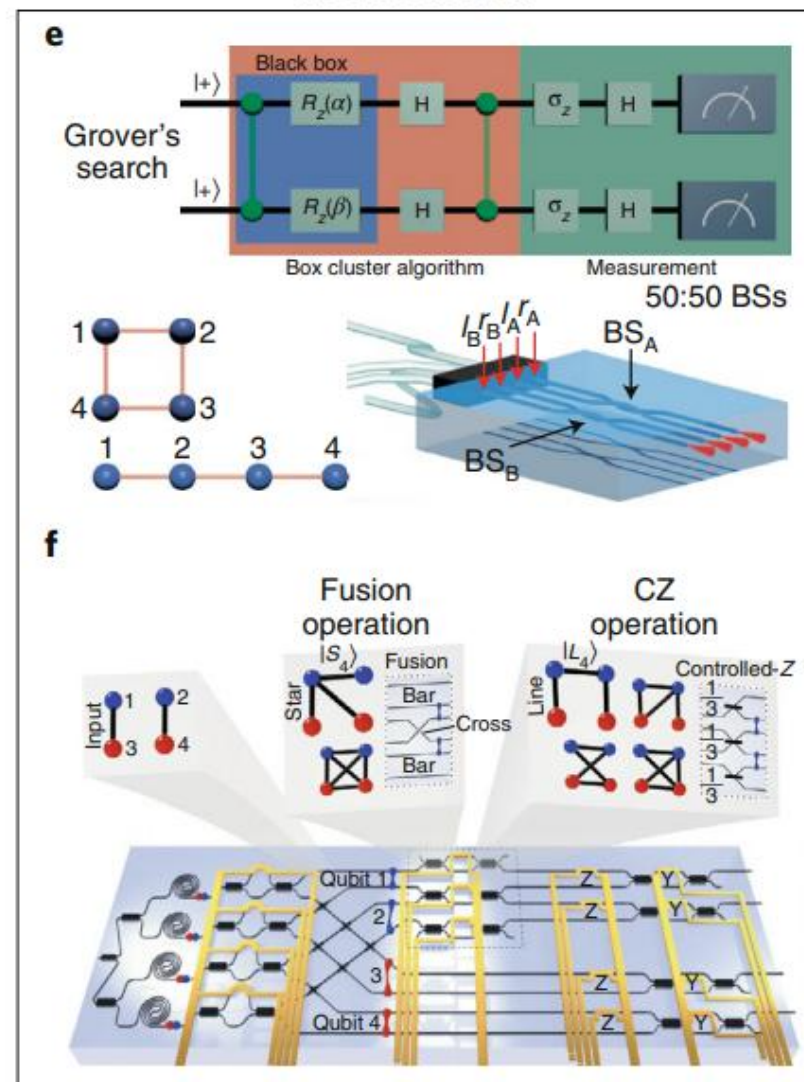 e
Black box
|+⟩
R_z(α)
H
σ_z
H
Grover's
search
|+⟩
R_z(β)
H
σ_z
H
Box cluster algorithm
Measurement
50:50 BSs
1
2
4
3
1
2
3
4
l_B r_B l_A r_A
BS_A
BS_B
f
Fusion
operation
CZ
operation
|S_4⟩
Fusion
|L_4⟩
Controlled-Z
Input
1
2
3
4
Star
Bar
Cross
Bar
Line
1
3
1
3
1
3
Qubit 1
2
3
Qubit 4
Z
Y
Z
Y
Z
Y
Z
Y